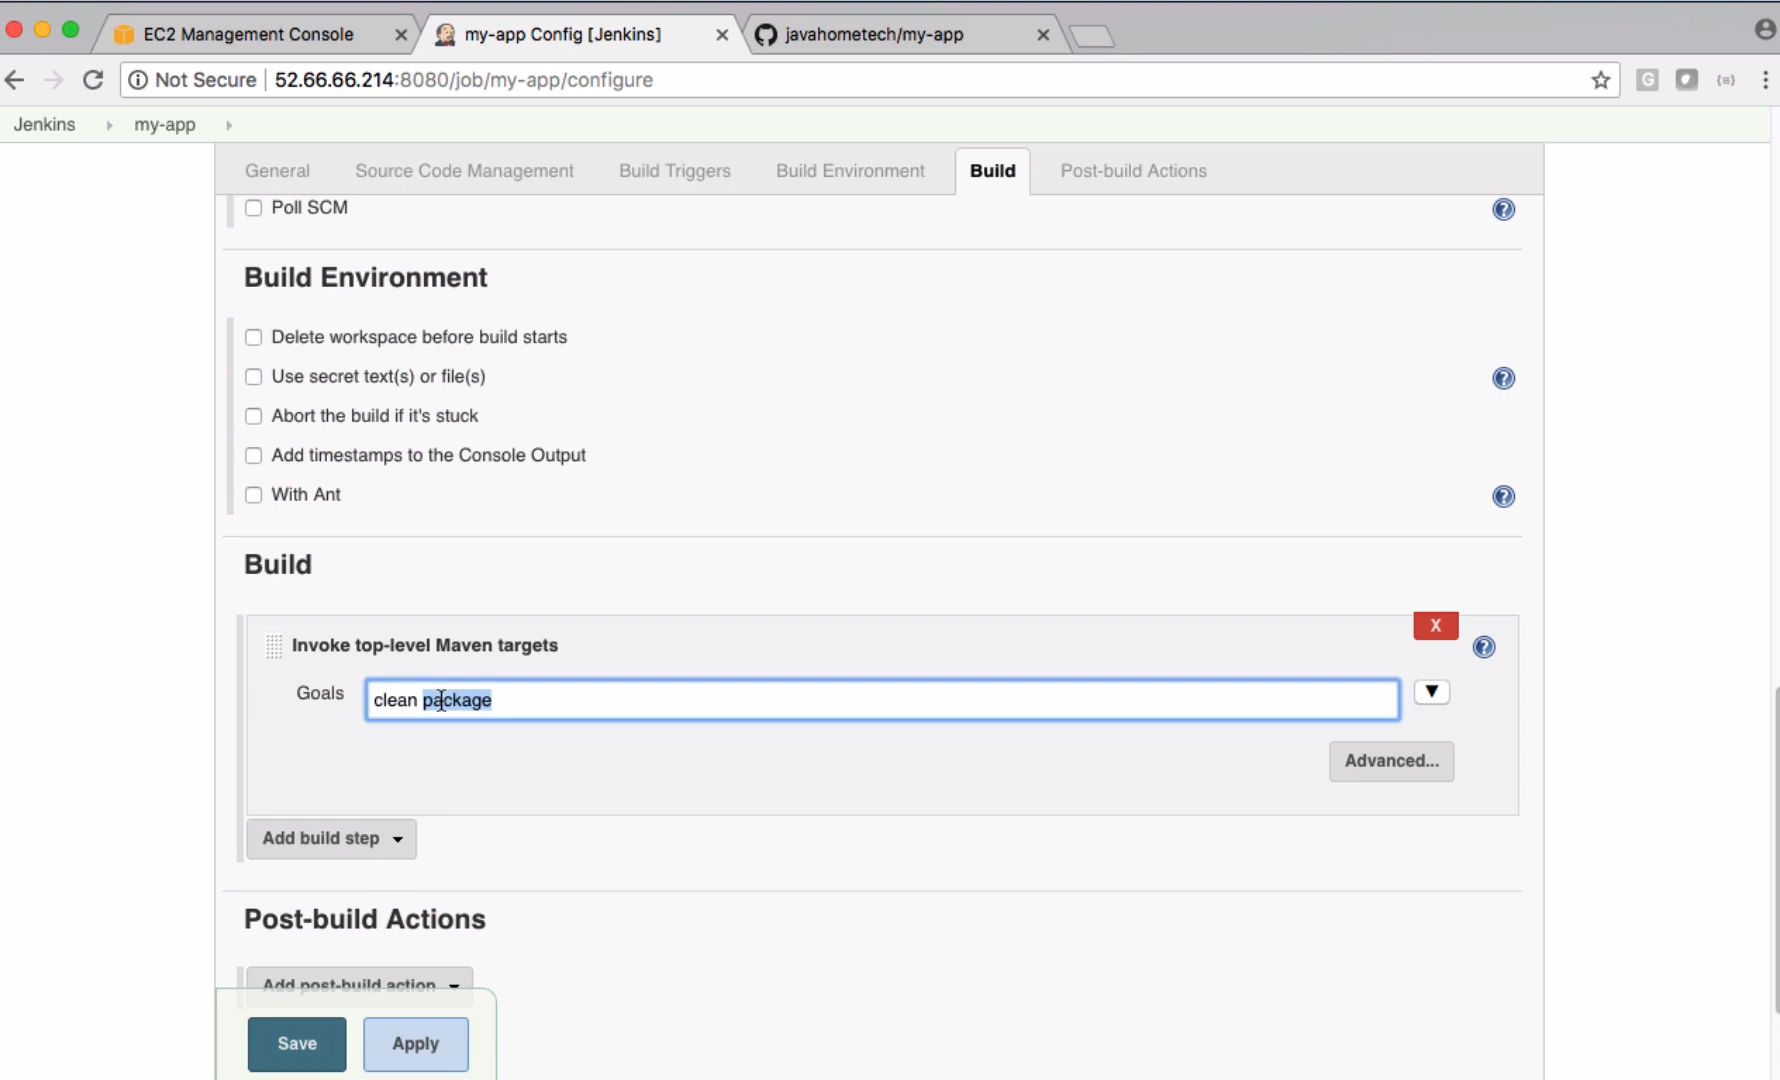 EC2 Management Console
my-app Config [Jenkins]
javahometech/my-app
Not Secure | 52.66.66.214:8080/job/my-app/configure
Jenkins my-app
General Source Code Management Build Triggers Build Environment Build Post-build Actions
Poll SCM
Build Environment
Delete workspace before build starts
Use secret text(s) or file(s)
Abort the build if it's stuck
Add timestamps to the Console Output
With Ant
Build
X
Invoke top-level Maven targets
Goals clean package
Advanced...
Add build step
Post-build Actions
Add post-build action
Save Apply